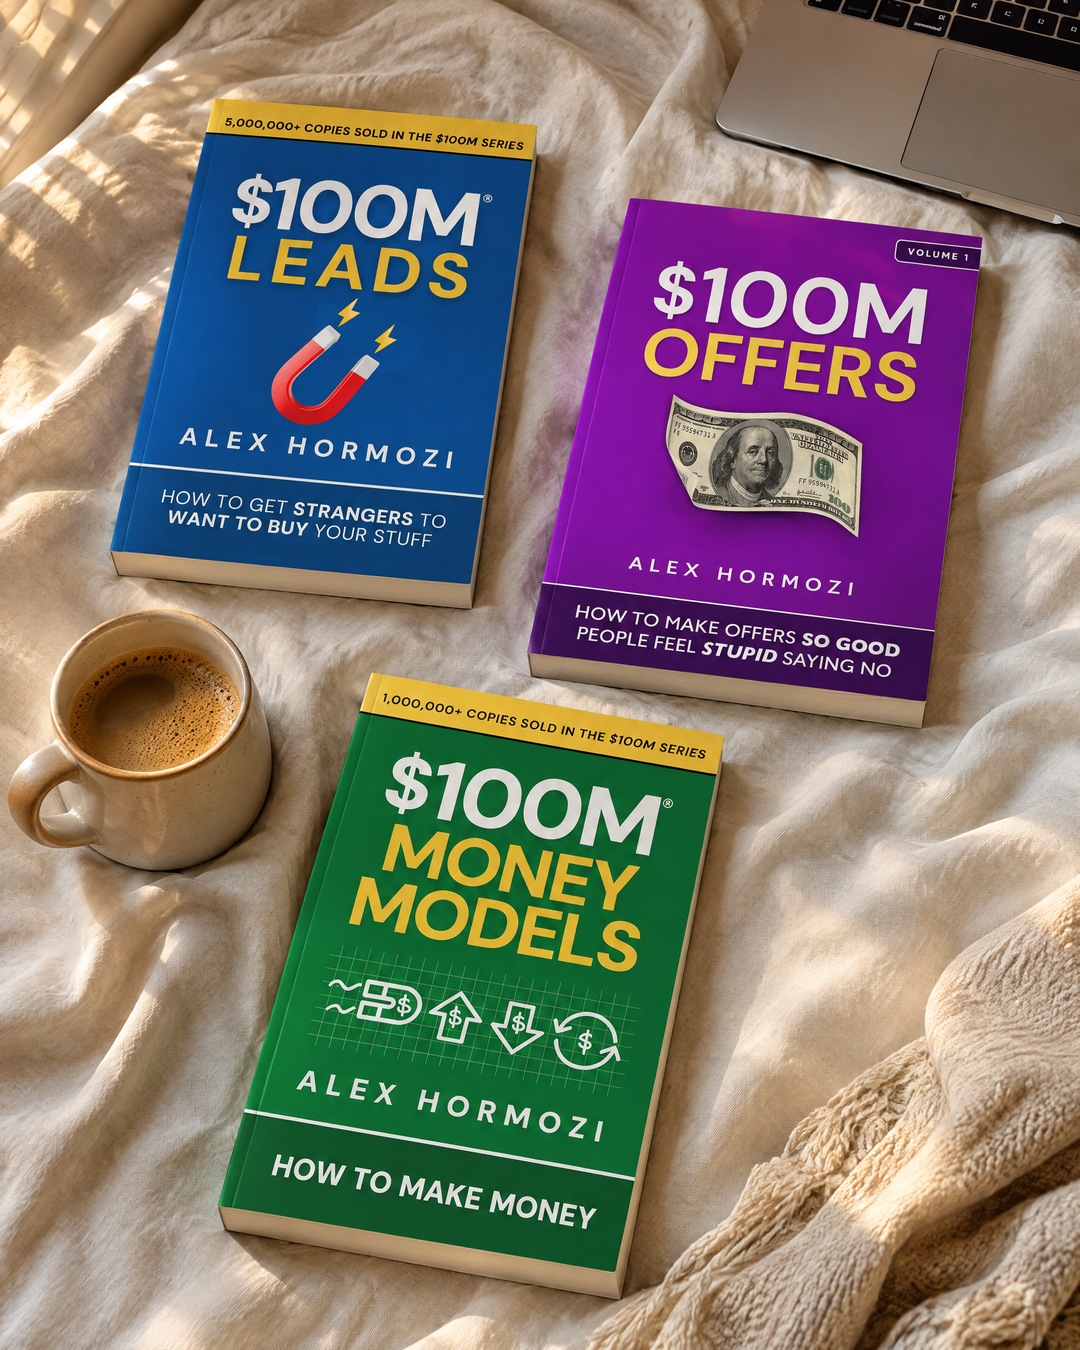 5,000,000+ COPIES SOLD IN THE $100M SERIES
$100M®
LEADS
ALEX HORMOZI
HOW TO GET STRANGERS TO
WANT TO BUY YOUR STUFF
VOLUME 1
$100M
OFFERS
FF 95594731 A
100
ALEX HORMOZI
HOW TO MAKE OFFERS SO GOOD
PEOPLE FEEL STUPID SAYING NO
1,000,000+ COPIES SOLD IN THE $100M SERIES
$100M®
MONEY
MODELS
$ $ $ $
ALEX HORMOZI
HOW TO MAKE MONEY